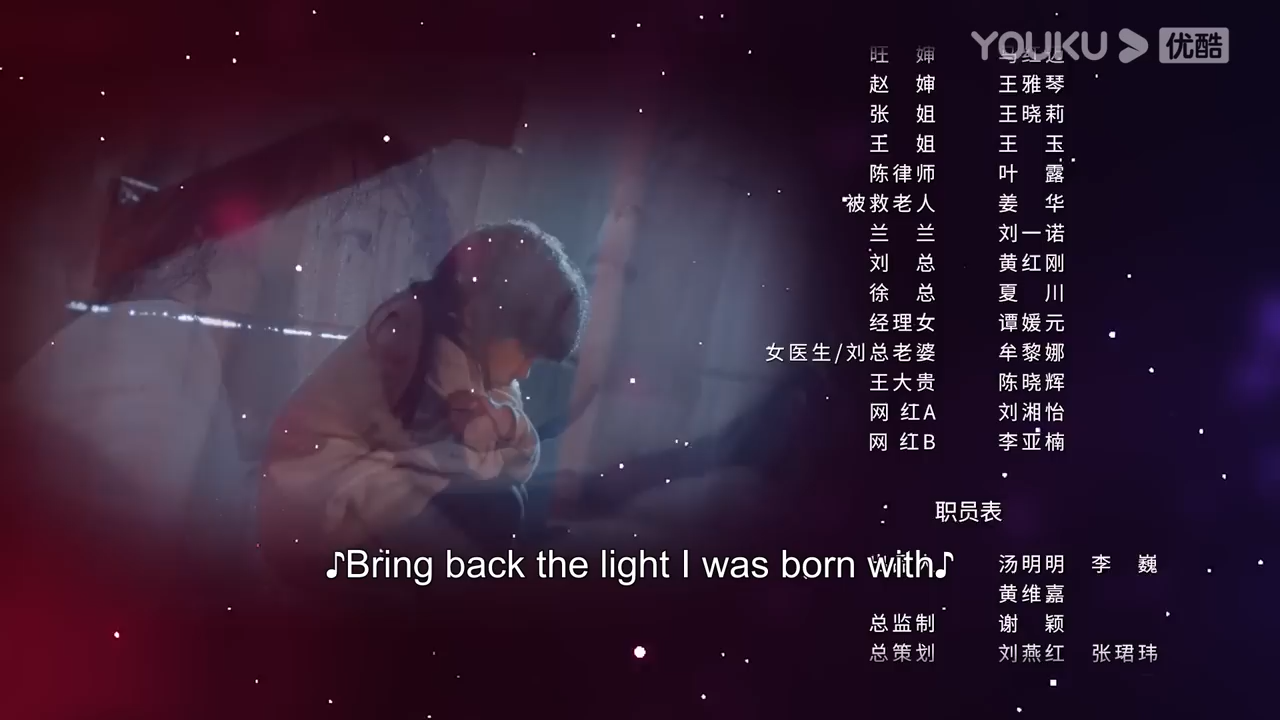 YOUKU 优酷
旺 婶
赵 婶 王雅琴
张 姐 王晓莉
王 姐 王 玉
陈律师 叶 露
被救老人 姜 华
兰 兰 刘一诺
刘 总 黄红刚
徐 总 夏 川
经理女 谭媛元
女医生/刘总老婆 牟黎娜
王大贵 陈晓辉
网 红A 刘湘怡
网 红B 李亚楠
职员表
♪Bring back the light I was born with♪
汤明明 李 巍
黄维嘉
总监制 谢 颖
总策划 刘燕红 张珺玮